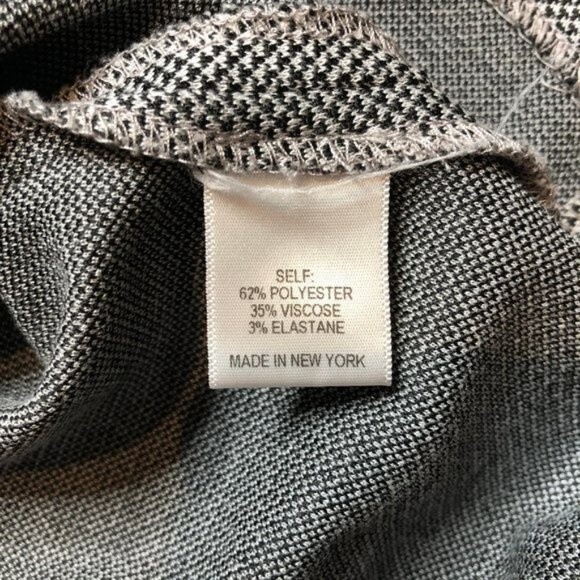 SELF:
62% POLYESTER
35% VISCOSE
3% ELASTANE
MADE IN NEW YORK